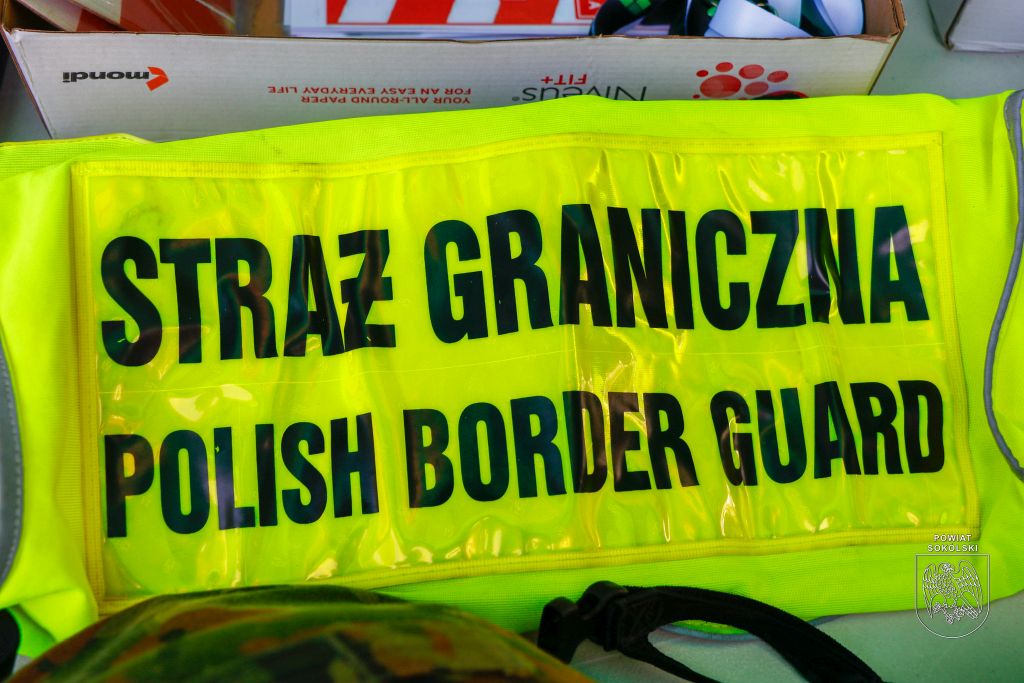 mondi
YOUR ALL-ROUND PAPER
FOR AN EASY EVERYDAY LIFE
Niveus®
FIT+
STRAŻ GRANICZNA
POLISH BORDER GUARD
POWIAT
SOKOLSKI